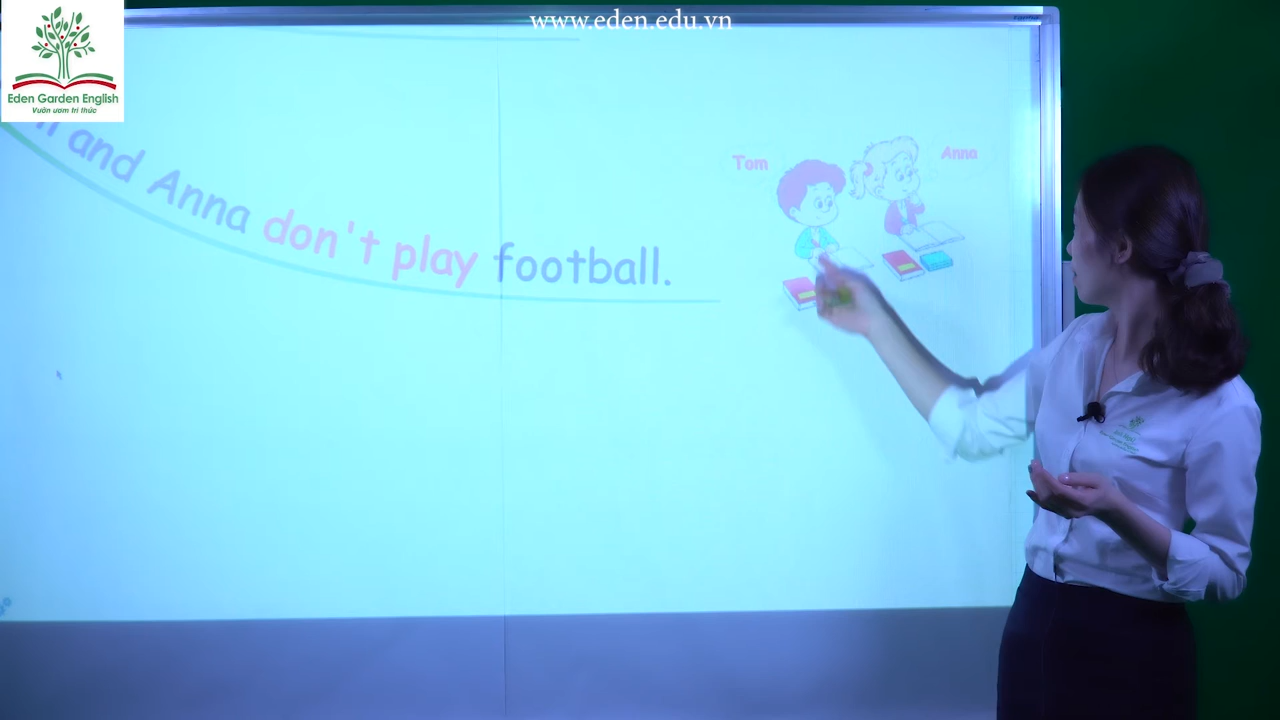 www.eden.edu.vn
Eden Garden English
Vườn ươm tri thức
and Anna don't play football.
Tom
Anna